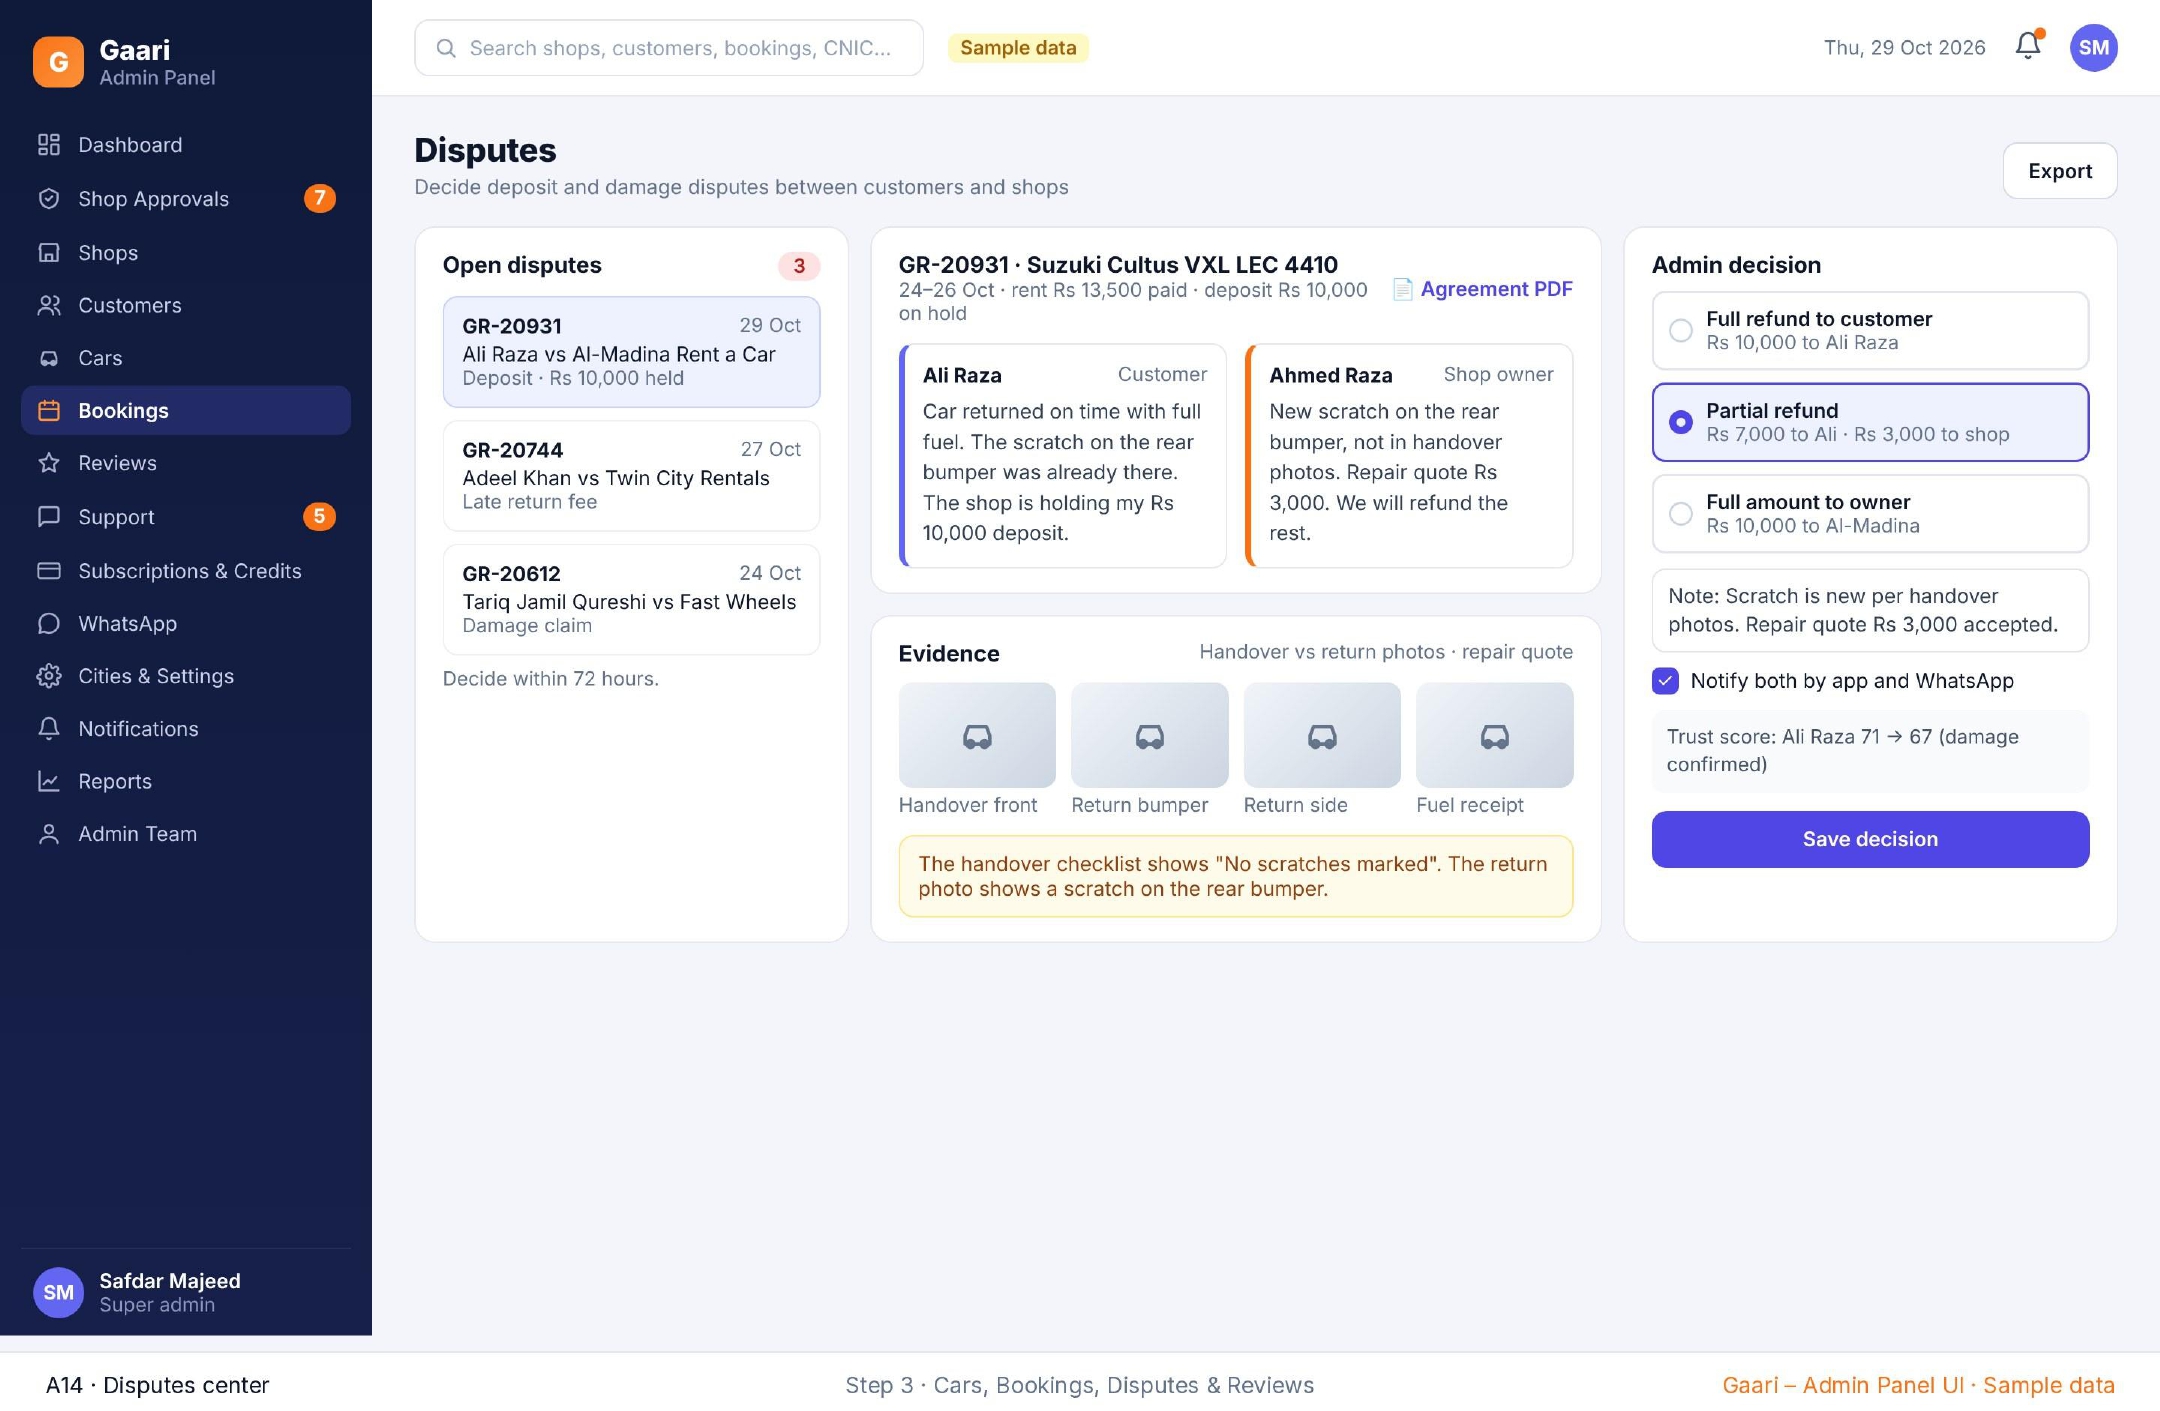 G
Gaari
Admin Panel
Dashboard
Shop Approvals 7
Shops
Customers
Cars
Bookings
Reviews
Support 5
Subscriptions & Credits
WhatsApp
Cities & Settings
Notifications
Reports
Admin Team
SM
Safdar Majeed
Super admin
Search shops, customers, bookings, CNIC...
Sample data
Thu, 29 Oct 2026
SM
Disputes
Decide deposit and damage disputes between customers and shops
Export
Open disputes 3
GR-20931 29 Oct
Ali Raza vs Al-Madina Rent a Car
Deposit · Rs 10,000 held
GR-20744 27 Oct
Adeel Khan vs Twin City Rentals
Late return fee
GR-20612 24 Oct
Tariq Jamil Qureshi vs Fast Wheels
Damage claim
Decide within 72 hours.
GR-20931 · Suzuki Cultus VXL LEC 4410
24–26 Oct · rent Rs 13,500 paid · deposit Rs 10,000
on hold
Agreement PDF
Ali Raza Customer
Car returned on time with full
fuel. The scratch on the rear
bumper was already there.
The shop is holding my Rs
10,000 deposit.
Ahmed Raza Shop owner
New scratch on the rear
bumper, not in handover
photos. Repair quote Rs
3,000. We will refund the
rest.
Evidence Handover vs return photos · repair quote
Handover front
Return bumper
Return side
Fuel receipt
The handover checklist shows "No scratches marked". The return
photo shows a scratch on the rear bumper.
Admin decision
Full refund to customer
Rs 10,000 to Ali Raza
Partial refund
Rs 7,000 to Ali · Rs 3,000 to shop
Full amount to owner
Rs 10,000 to Al-Madina
Note: Scratch is new per handover
photos. Repair quote Rs 3,000 accepted.
Notify both by app and WhatsApp
Trust score: Ali Raza 71 → 67 (damage
confirmed)
Save decision
A14 · Disputes center
Step 3 · Cars, Bookings, Disputes & Reviews
Gaari – Admin Panel UI · Sample data